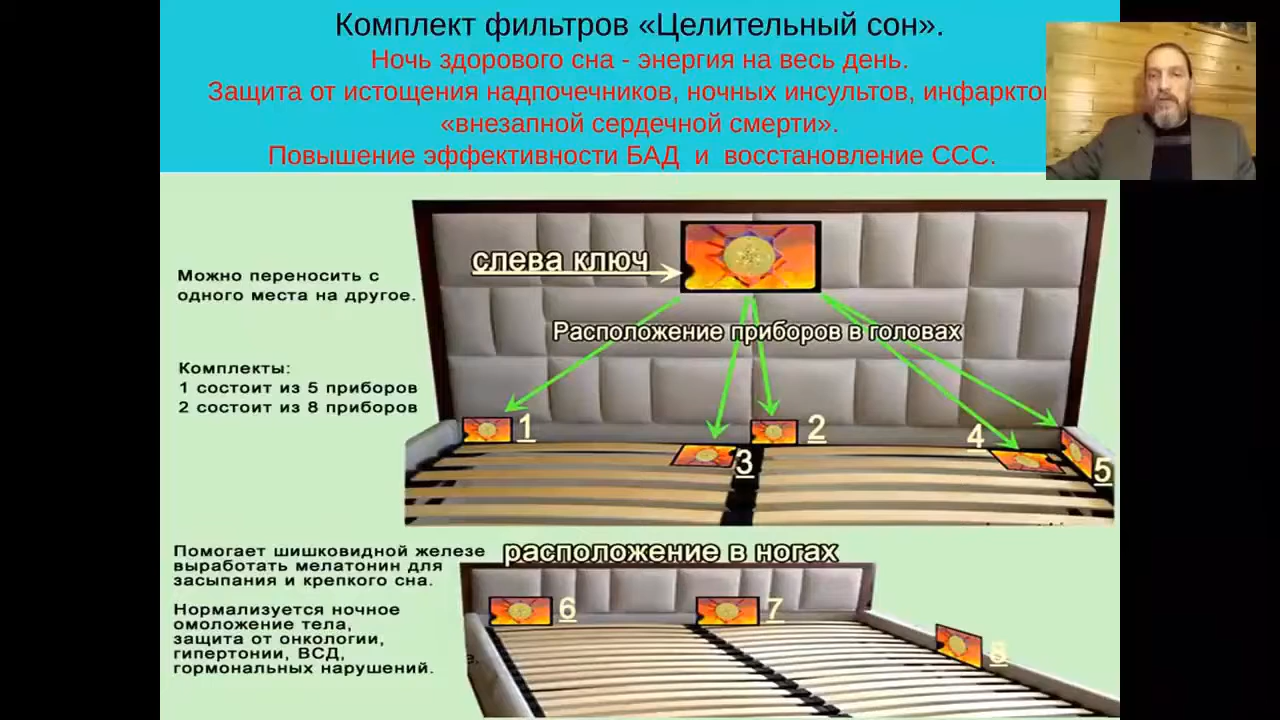 Комплект фильтров «Целительный сон».
Ночь здорового сна - энергия на весь день.
Защита от истощения надпочечников, ночных инсультов, инфарктов
«внезапной сердечной смерти».
Повышение эффективности БАД и восстановление ССС.
слева ключ
Можно переносить с
одного места на другое.
Расположение приборов в головах
Комплекты:
1 состоит из 5 приборов
2 состоит из 8 приборов
1
2
3
4
5
Помогает шишковидной железе
выработать мелатонин для
засыпания и крепкого сна.
расположение в ногах
Нормализуется ночное
омоложение тела,
защита от онкологии,
гипертонии, ВСД,
гормональных нарушений.
6
7
8